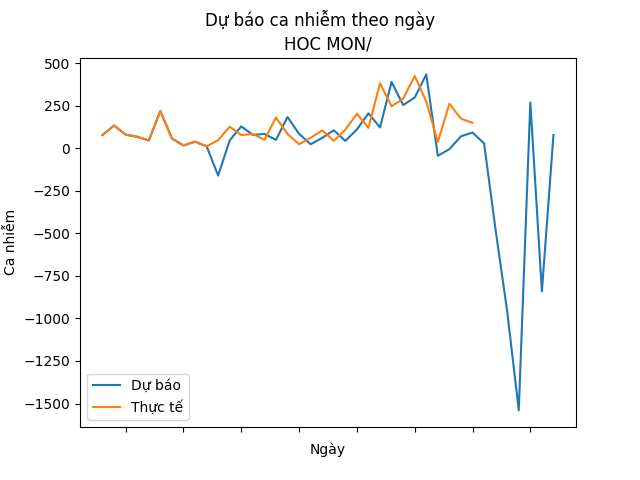 Dự báo ca nhiễm theo ngày
HOC MON/
500
250
0
−250
−500
−750
−1000
−1250
−1500
Ca nhiễm
Dự báo
Thực tế
Ngày